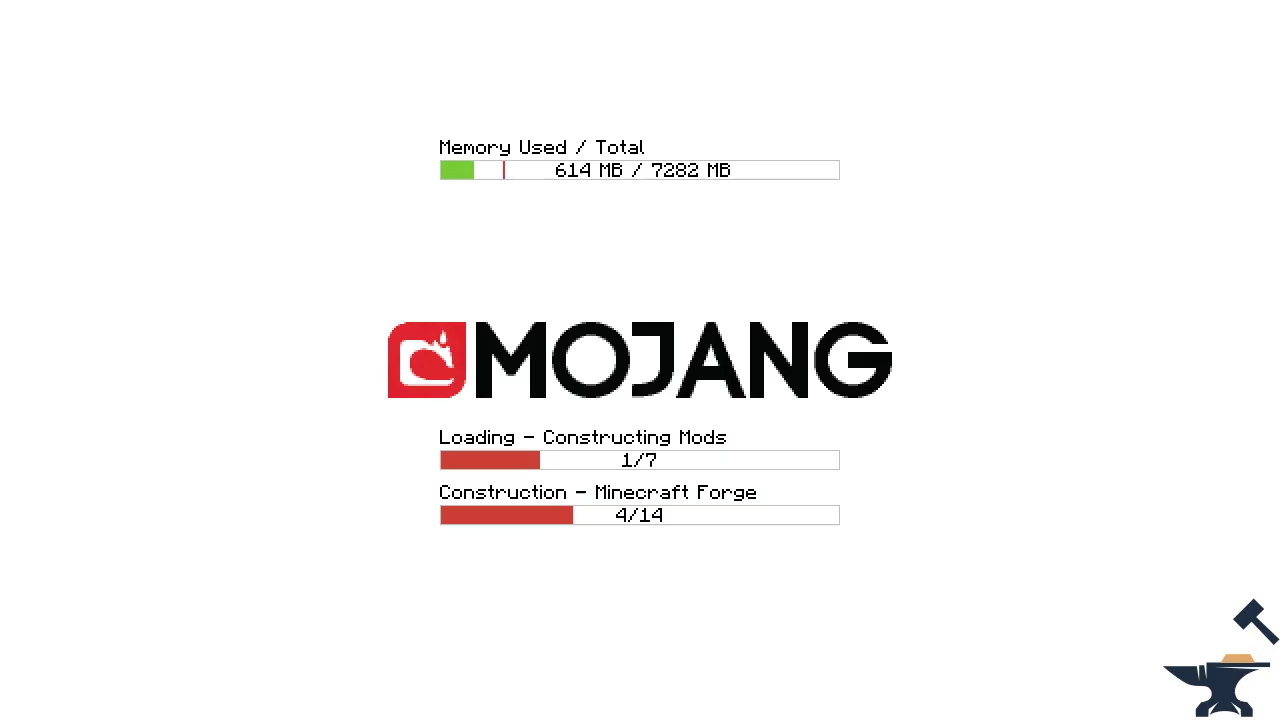 Memory Used / Total
614 MB / 7282 MB
MOJANG
Loading - Constructing Mods
1/7
Construction - Minecraft Forge
4/14